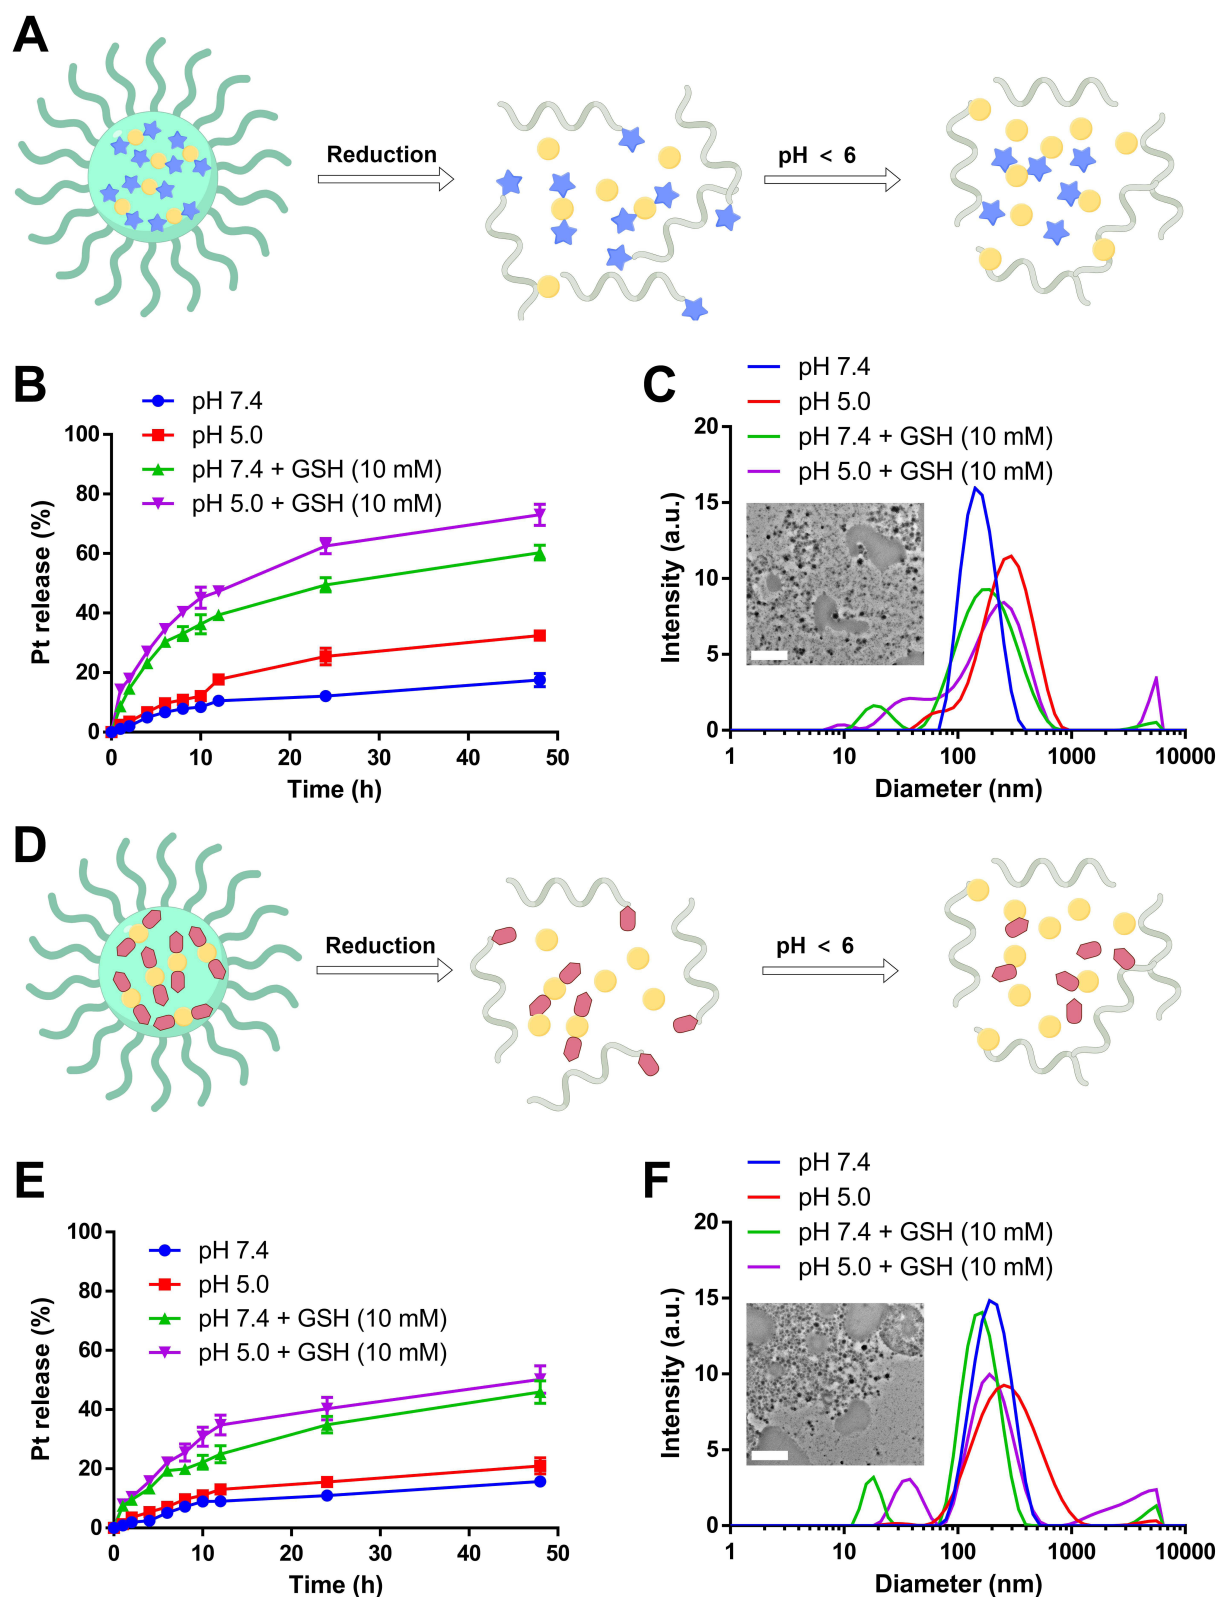 A
Reduction
pH < 6
B
pH 7.4
pH 5.0
pH 7.4 + GSH (10 mM)
pH 5.0 + GSH (10 mM)
100
80
60
40
20
0
Pt release (%)
0 10 20 30 40 50
Time (h)
C
pH 7.4
pH 5.0
pH 7.4 + GSH (10 mM)
pH 5.0 + GSH (10 mM)
20
15
10
5
0
Intensity (a.u.)
1 10 100 1000 10000
Diameter (nm)
D
Reduction
pH < 6
E
pH 7.4
pH 5.0
pH 7.4 + GSH (10 mM)
pH 5.0 + GSH (10 mM)
100
80
60
40
20
0
Pt release (%)
0 10 20 30 40 50
Time (h)
F
pH 7.4
pH 5.0
pH 7.4 + GSH (10 mM)
pH 5.0 + GSH (10 mM)
20
15
10
5
0
Intensity (a.u.)
1 10 100 1000 10000
Diameter (nm)